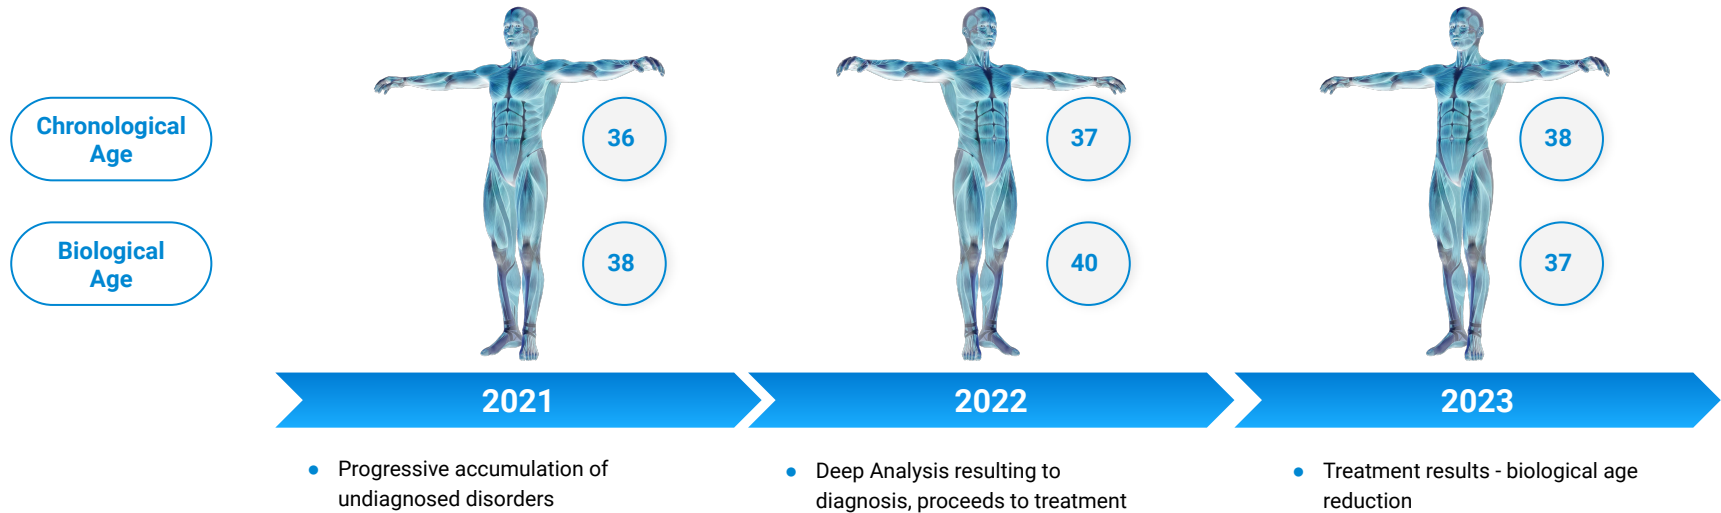 Chronological
Age
36
37
38
Biological
Age
38
40
37
2021
2022
2023
Progressive accumulation of
undiagnosed disorders
Deep Analysis resulting to
diagnosis, proceeds to treatment
Treatment results - biological age
reduction